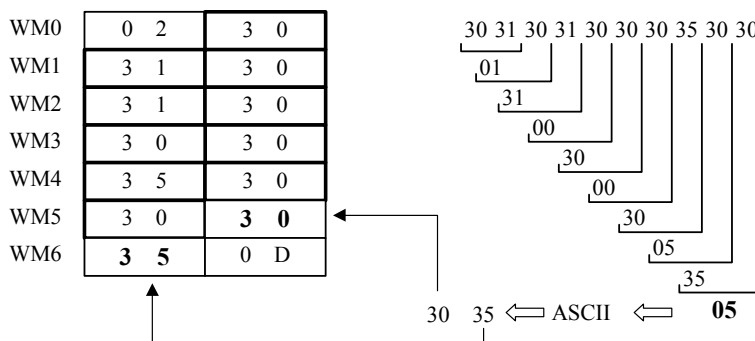 WM0 0 2 3 0
WM1 3 1 3 0
WM2 3 1 3 0
WM3 3 0 3 0
WM4 3 5 3 0
WM5 3 0 3 0
WM6 3 5 0 D
30 31 30 31 30 30 30 35 30 30
01
31
00
30
00
30
05
35
30 35 ASCII 05